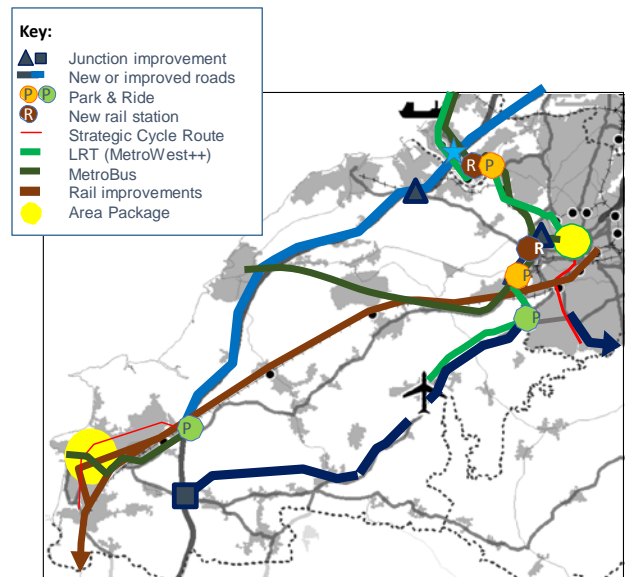 Key:
Junction improvement
New or improved roads
P P Park & Ride
R New rail station
Strategic Cycle Route
LRT (MetroWest++)
MetroBus
Rail improvements
Area Package
R P
R
P
P
P